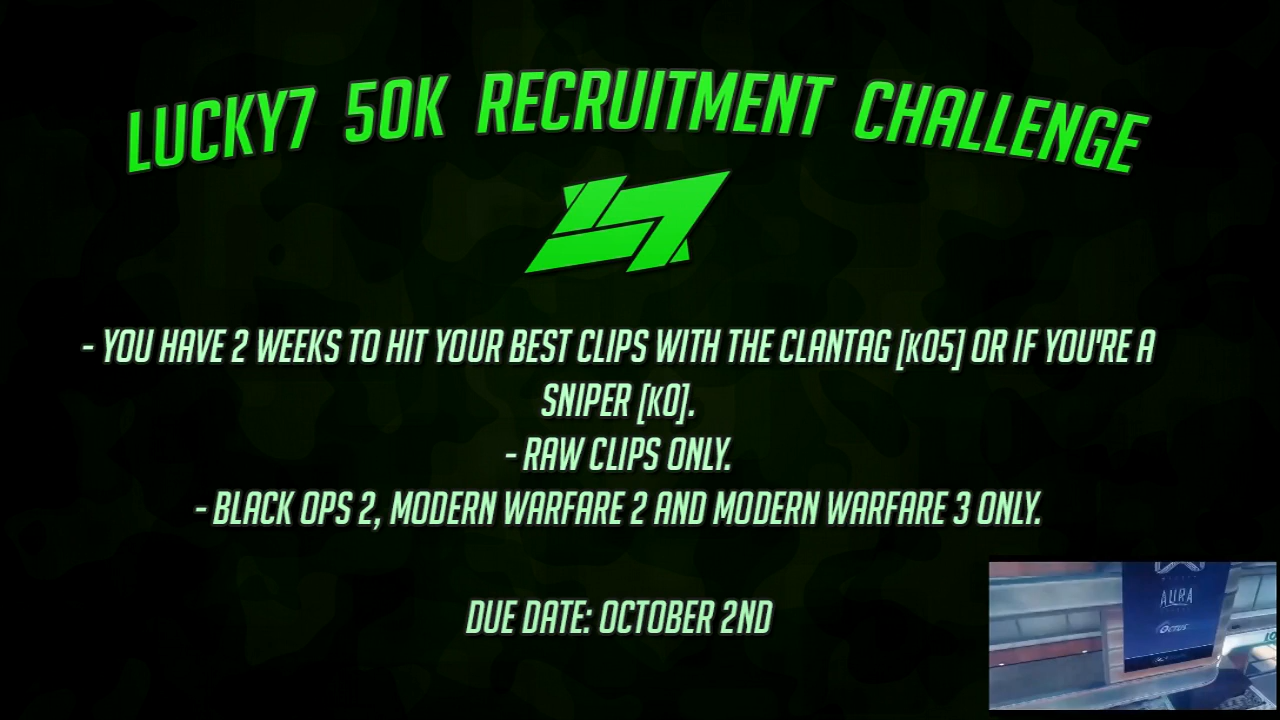 LUCKY7 50K RECRUITMENT CHALLENGE
- YOU HAVE 2 WEEKS TO HIT YOUR BEST CLIPS WITH THE CLANTAG [KO5] OR IF YOU'RE A
SNIPER [KO].
- RAW CLIPS ONLY.
- BLACK OPS 2, MODERN WARFARE 2 AND MODERN WARFARE 3 ONLY.
DUE DATE: OCTOBER 2ND
AURA